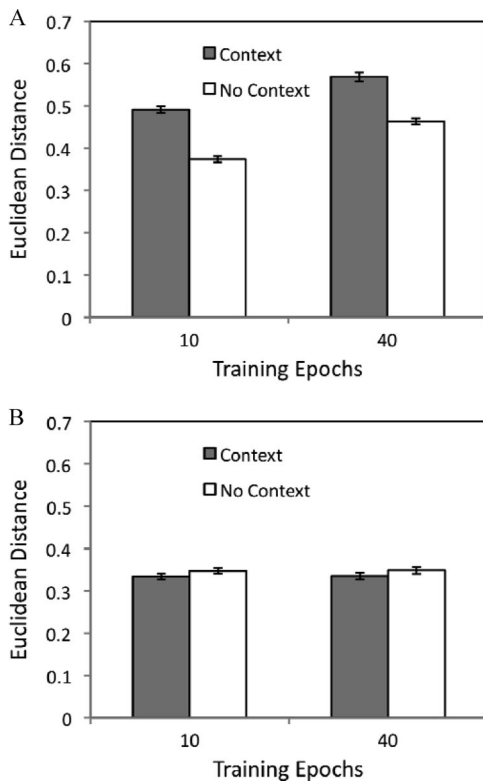 A
0.7
0.6
0.5
0.4
0.3
0.2
0.1
0
Euclidean Distance
Context
No Context
10
40
Training Epochs
B
0.7
0.6
0.5
0.4
0.3
0.2
0.1
0
Euclidean Distance
Context
No Context
10
40
Training Epochs